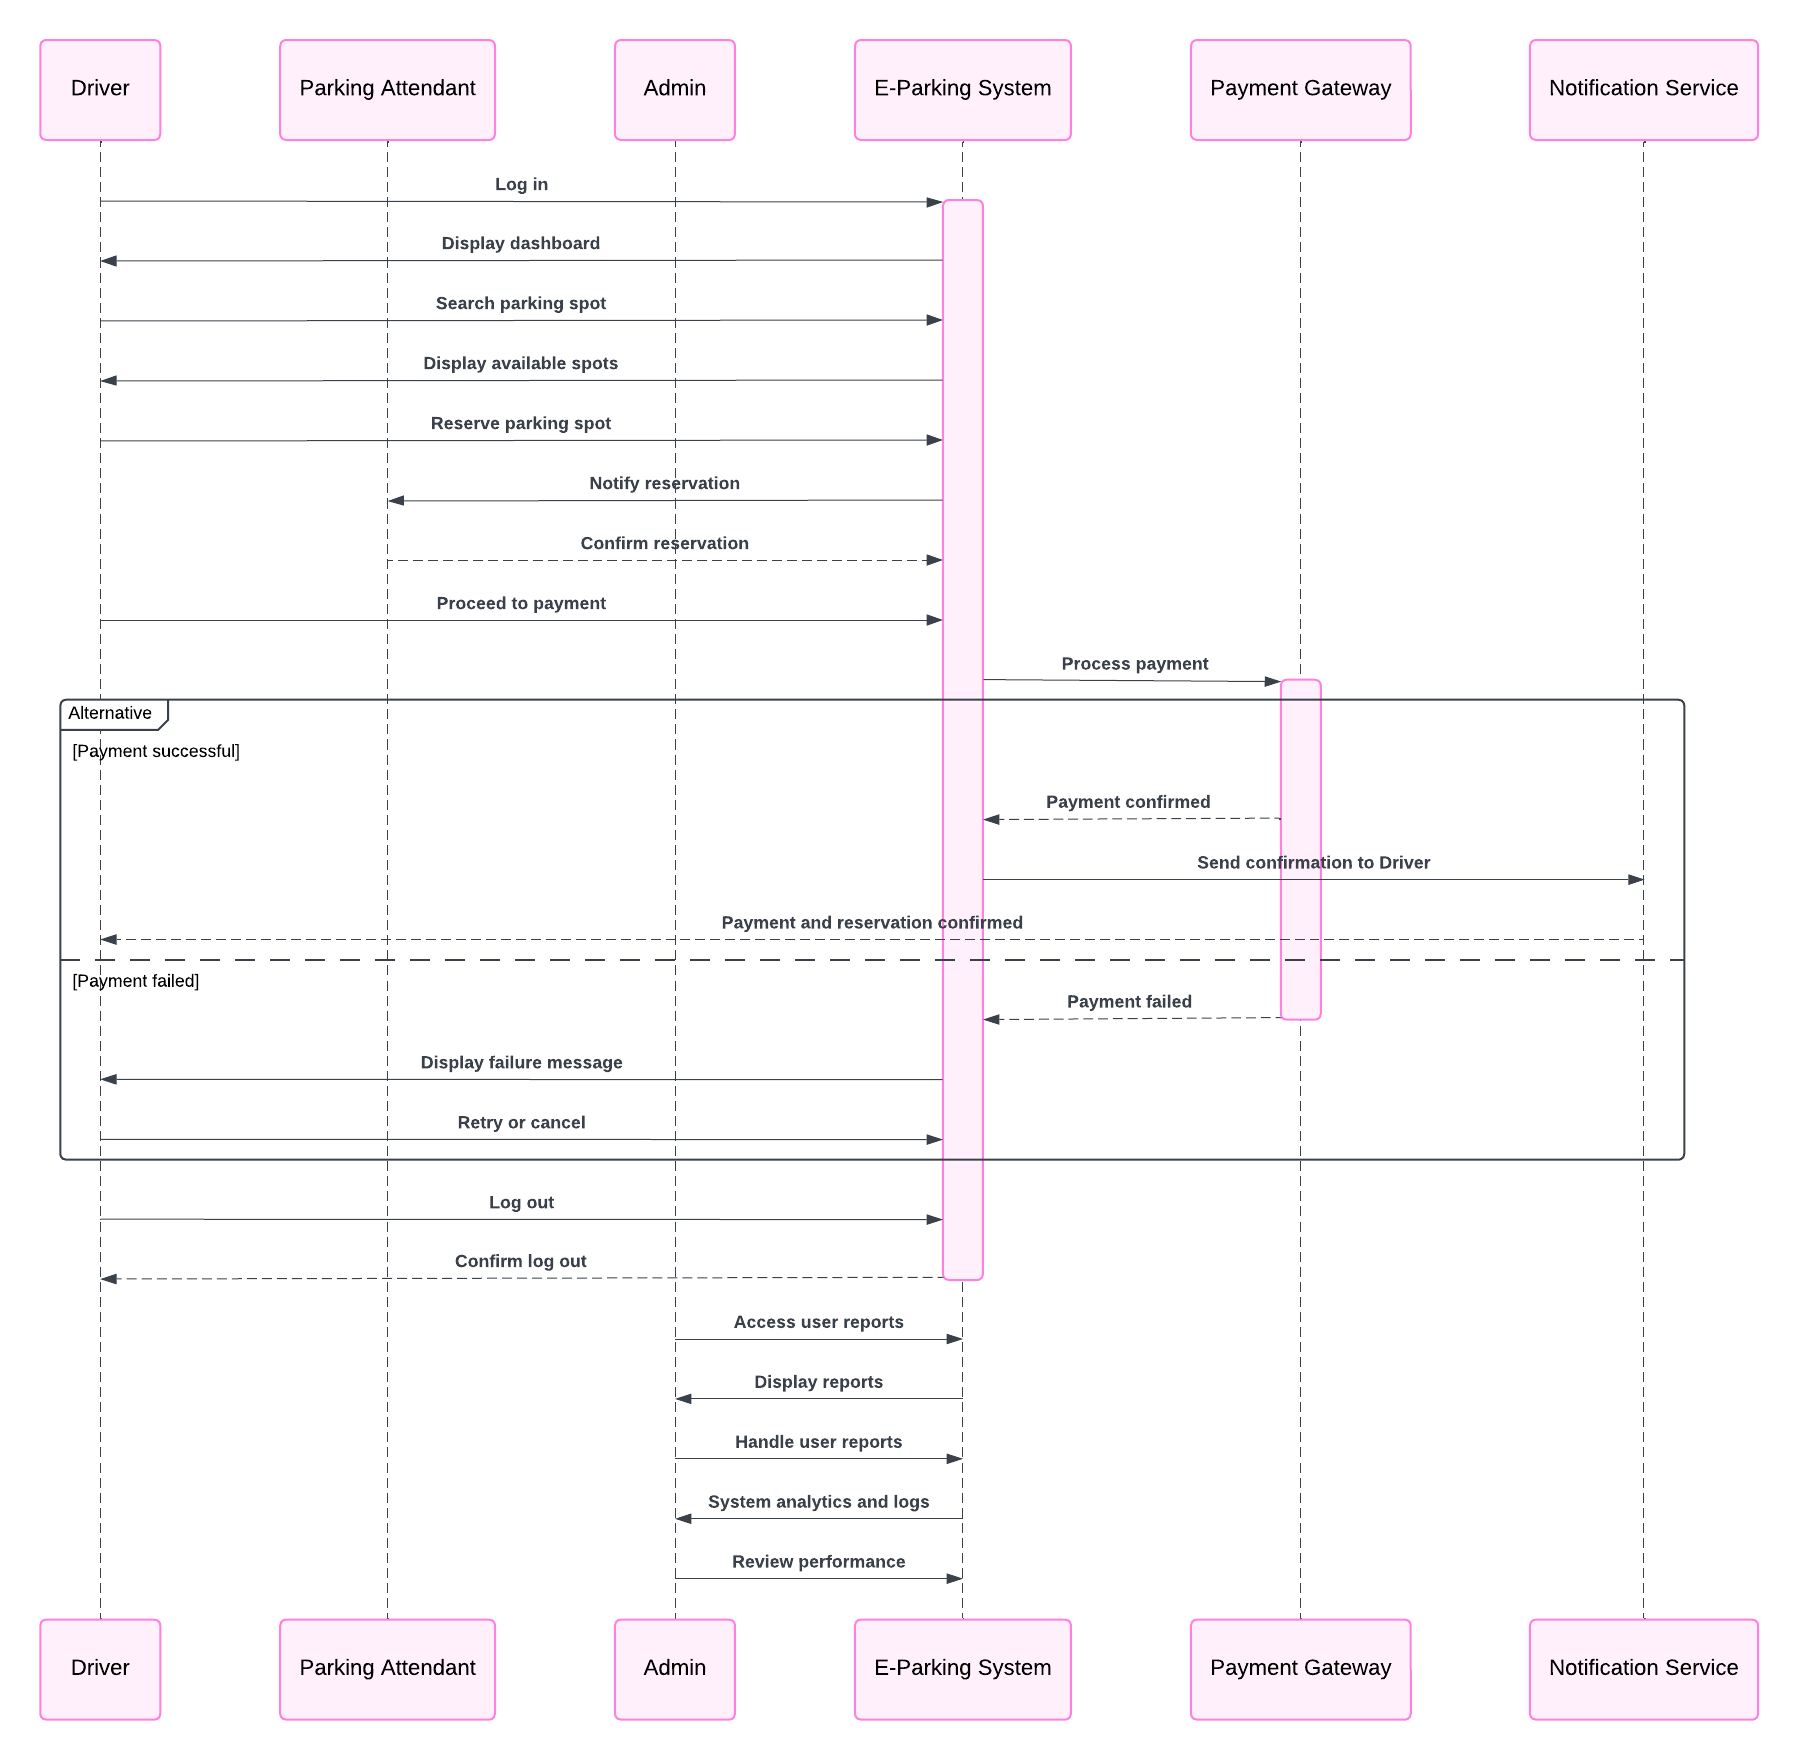 Driver
Parking Attendant
Admin
E-Parking System
Payment Gateway
Notification Service
Log in
Display dashboard
Search parking spot
Display available spots
Reserve parking spot
Notify reservation
Confirm reservation
Proceed to payment
Process payment
Alternative
[Payment successful]
Payment confirmed
Send confirmation to Driver
Payment and reservation confirmed
[Payment failed]
Payment failed
Display failure message
Retry or cancel
Log out
Confirm log out
Access user reports
Display reports
Handle user reports
System analytics and logs
Review performance
Driver
Parking Attendant
Admin
E-Parking System
Payment Gateway
Notification Service